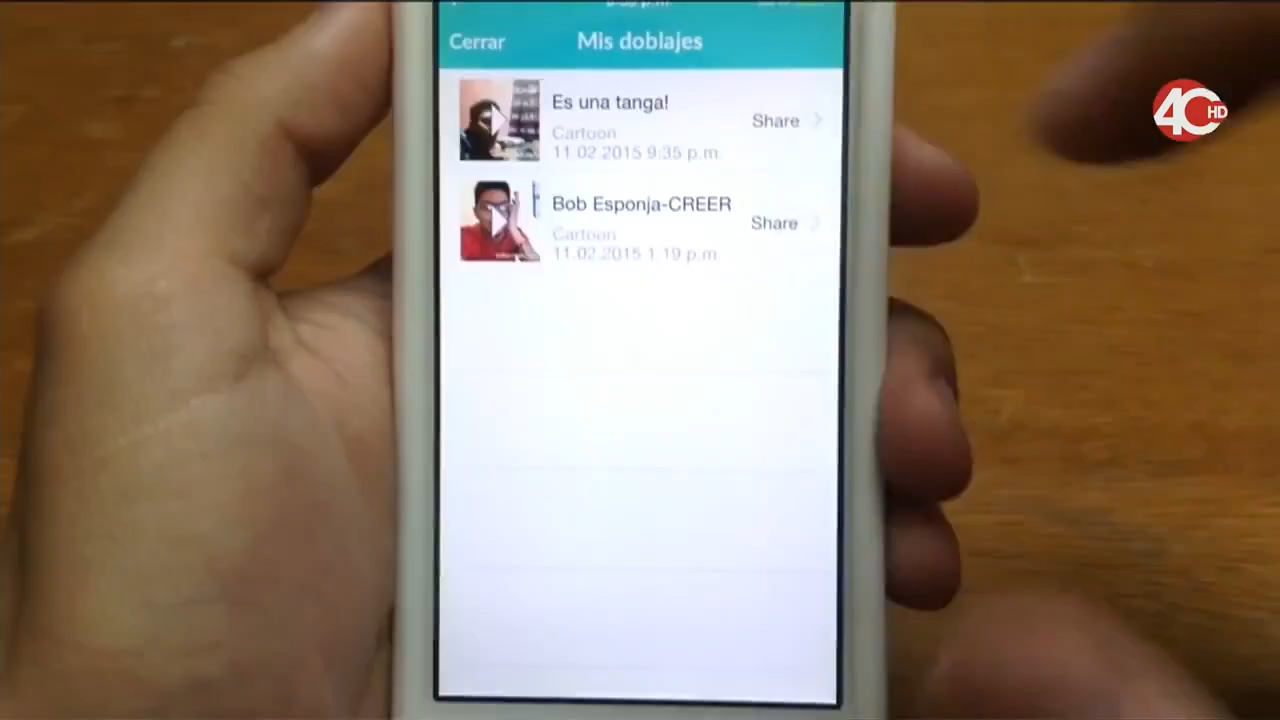 Cerrar
Mis doblajes
Es una tanga!
Cartoon
11.02.2015 9:35 p.m.
Share
Bob Esponja-CREER
Cartoon
11.02.2015 1:19 p.m.
Share
40 HD